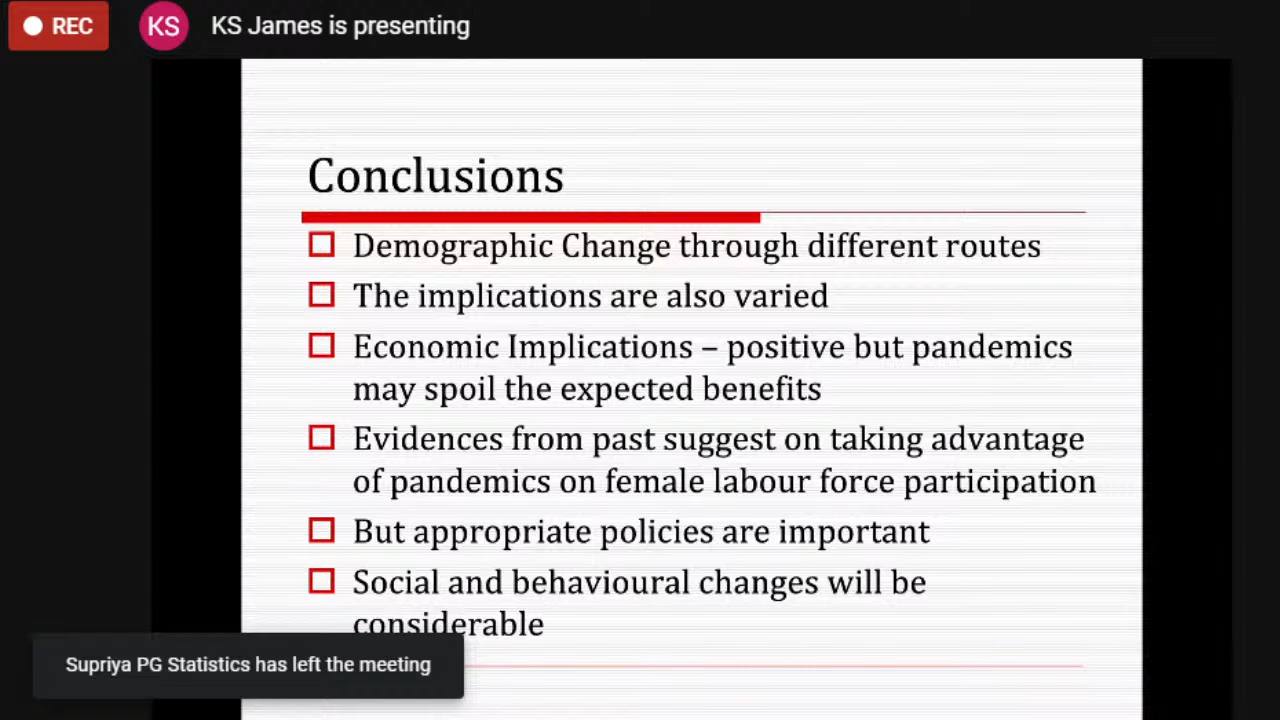 REC
KS
KS James is presenting
Conclusions
Demographic Change through different routes
The implications are also varied
Economic Implications – positive but pandemics
may spoil the expected benefits
Evidences from past suggest on taking advantage
of pandemics on female labour force participation
But appropriate policies are important
Social and behavioural changes will be
considerable
Supriya PG Statistics has left the meeting